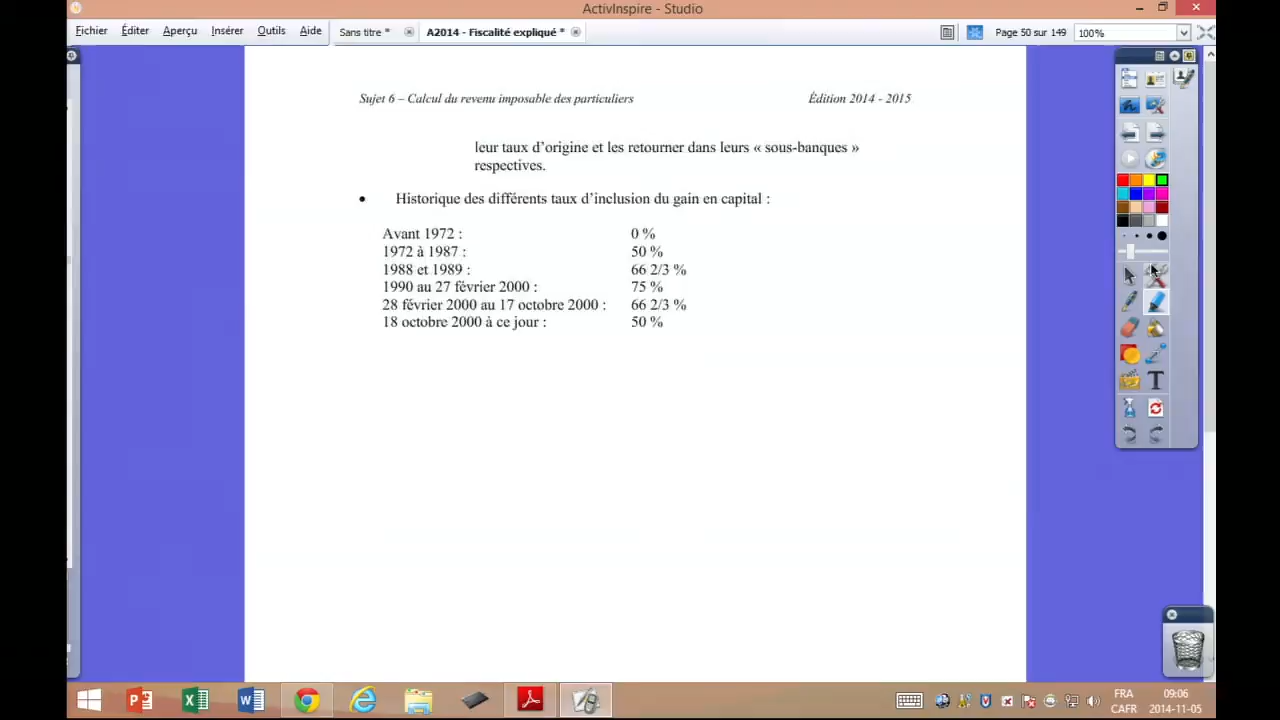 ActivInspire - Studio
Fichier Éditer Aperçu Insérer Outils Aide
Sans titre * A2014 - Fiscalité expliqué *
Page 50 sur 149 100%
Sujet 6 – Calcul du revenu imposable des particuliers Édition 2014 - 2015
leur taux d’origine et les retourner dans leurs « sous-banques »
respectives.
• Historique des différents taux d’inclusion du gain en capital :
Avant 1972 : 0 %
1972 à 1987 : 50 %
1988 et 1989 : 66 2/3 %
1990 au 27 février 2000 : 75 %
28 février 2000 au 17 octobre 2000 : 66 2/3 %
18 octobre 2000 à ce jour : 50 %
FRA 09:06
CAFR 2014-11-05